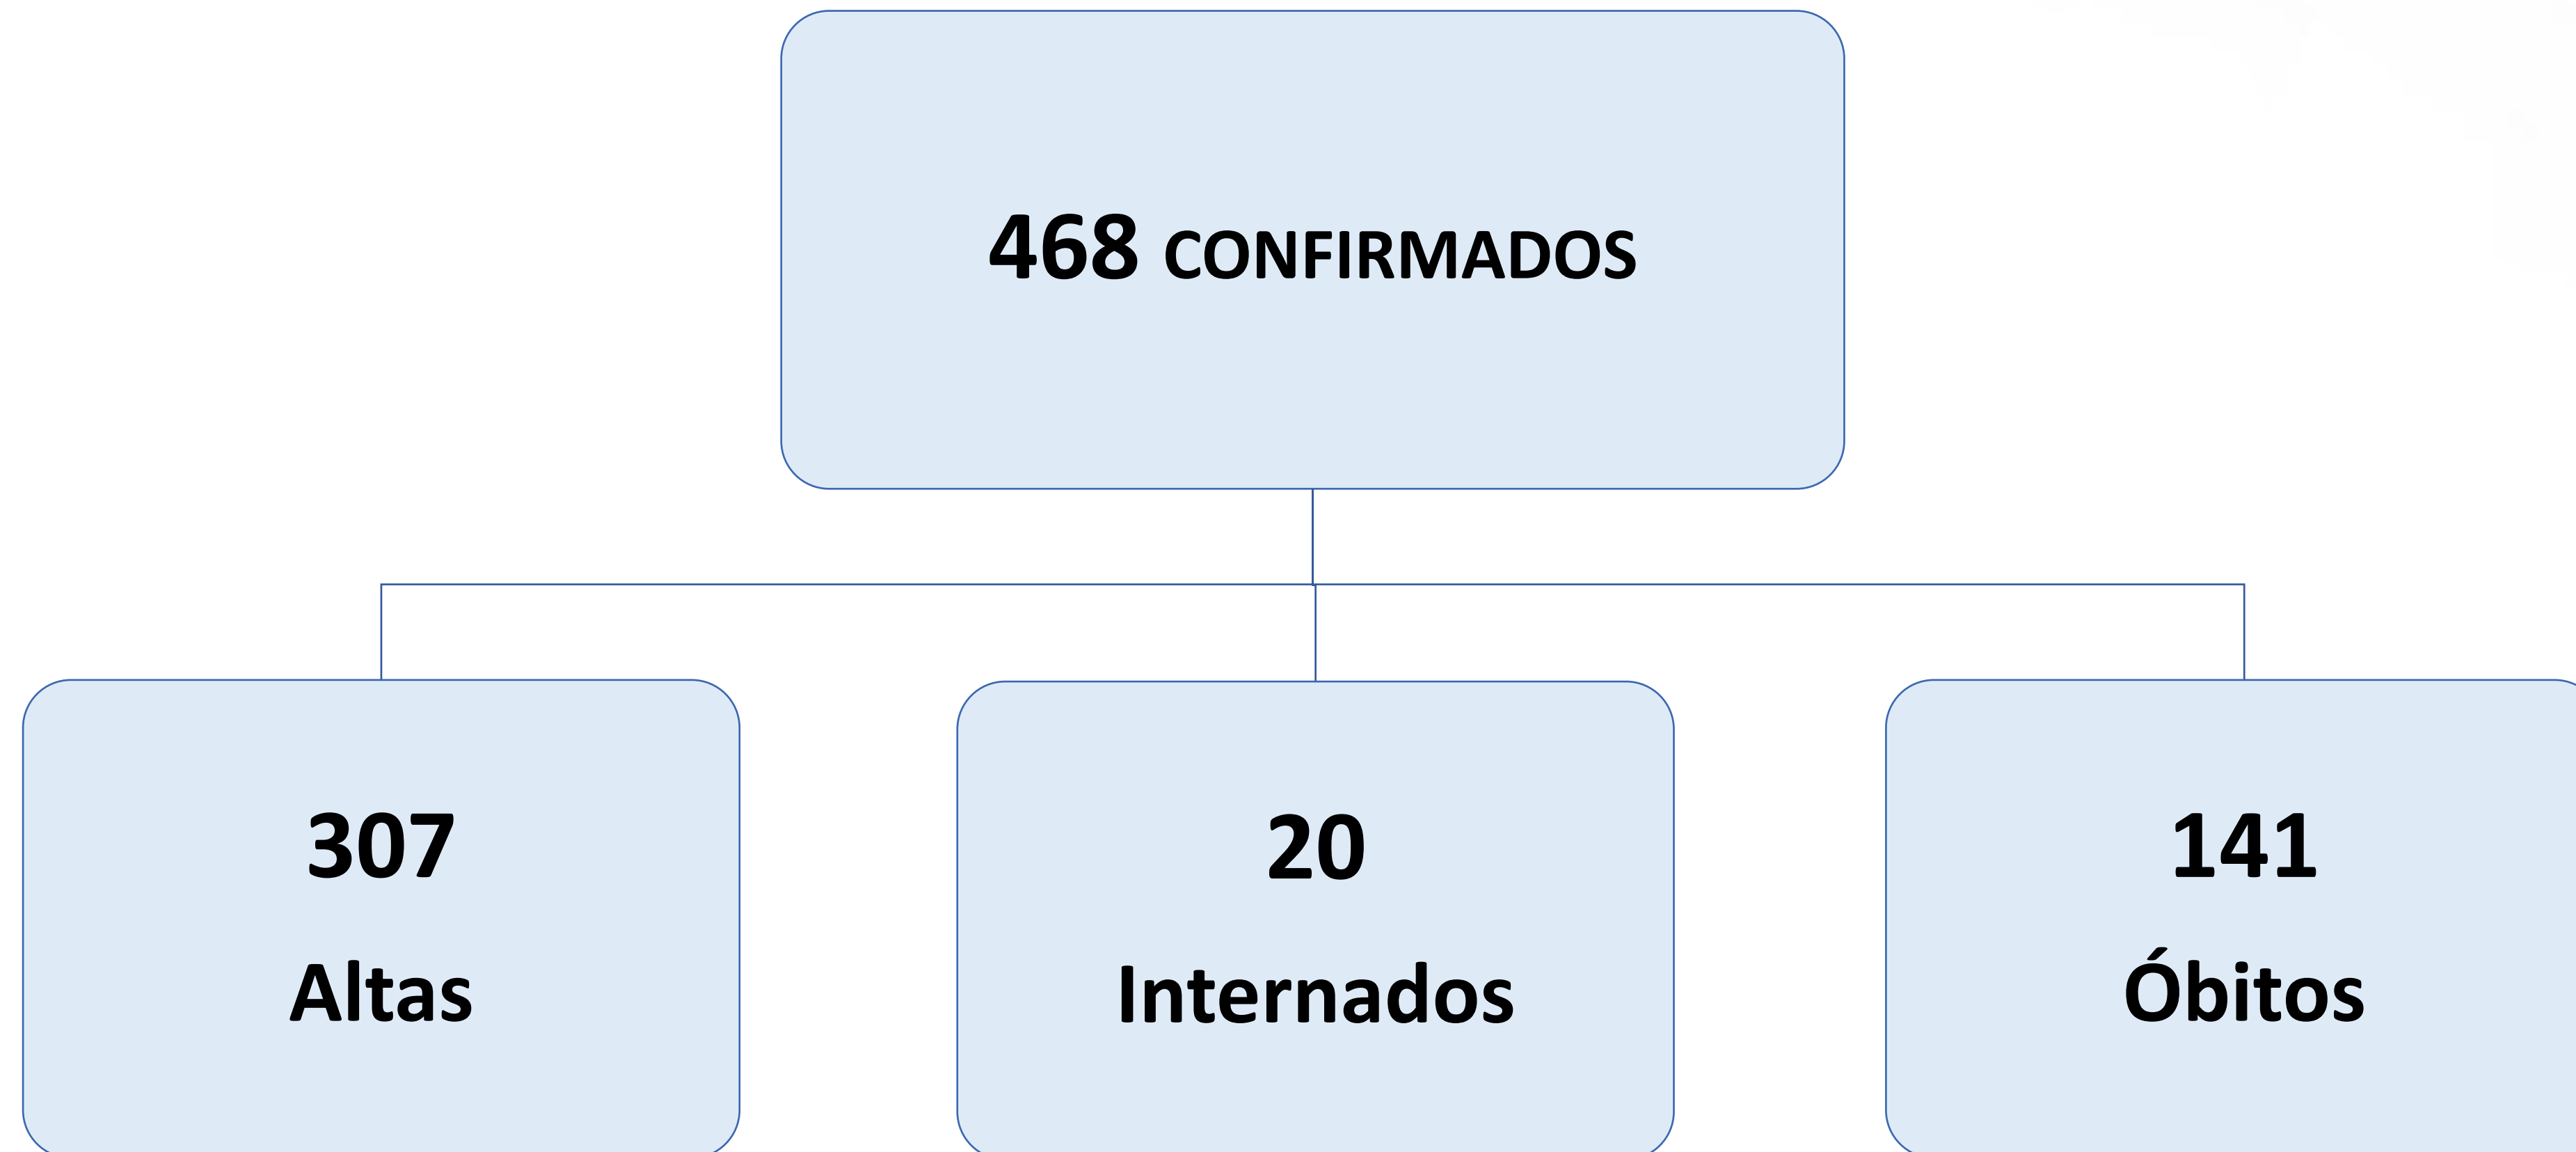 468 CONFIRMADOS
307
Altas
20
Internados
141
Óbitos